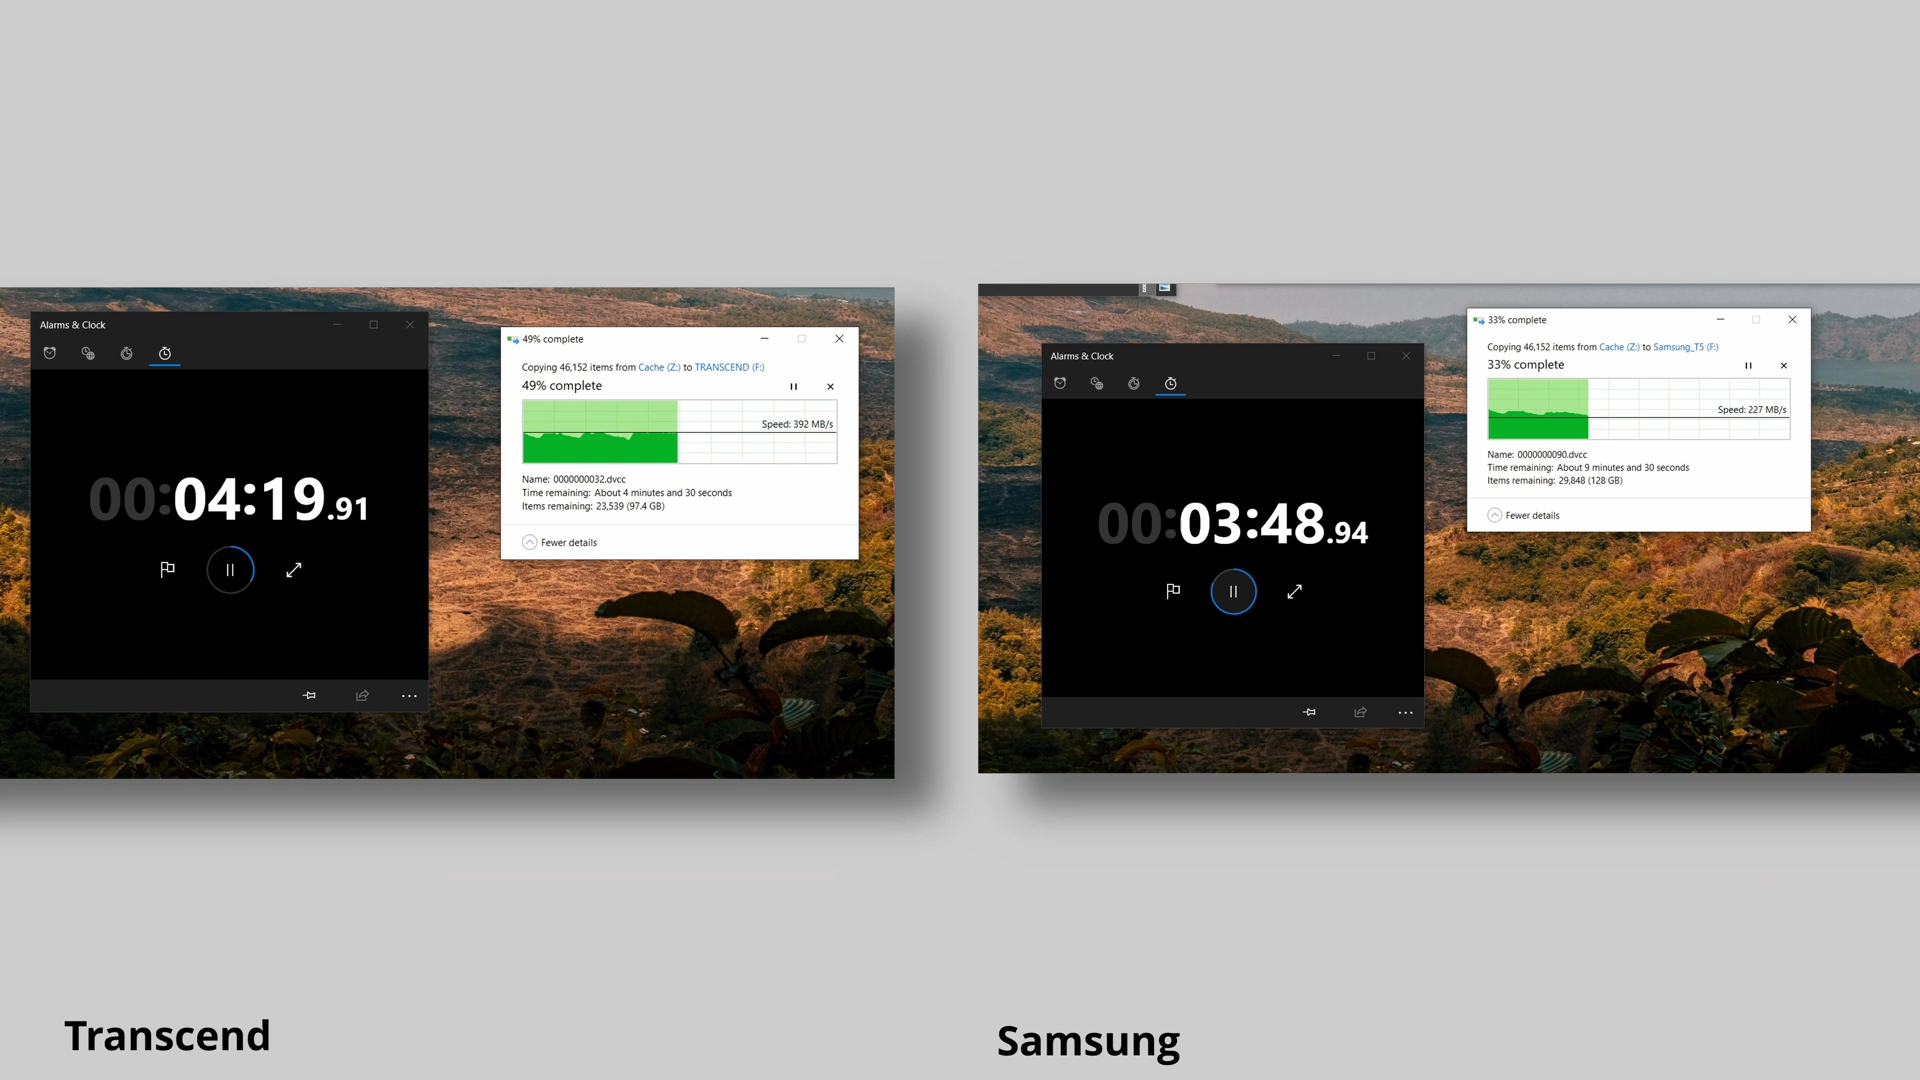 Alarms & Clock
00:04:19.91
49% complete
Copying 46,152 items from Cache (Z:) to TRANSCEND (F:)
49% complete
Speed: 392 MB/s
Name: 0000000032.dvcc
Time remaining: About 4 minutes and 30 seconds
Items remaining: 23,539 (97.4 GB)
Fewer details
Alarms & Clock
00:03:48.94
33% complete
Copying 46,152 items from Cache (Z:) to Samsung_T5 (F:)
33% complete
Speed: 227 MB/s
Name: 0000000090.dvcc
Time remaining: About 9 minutes and 30 seconds
Items remaining: 29,848 (128 GB)
Fewer details
Transcend
Samsung